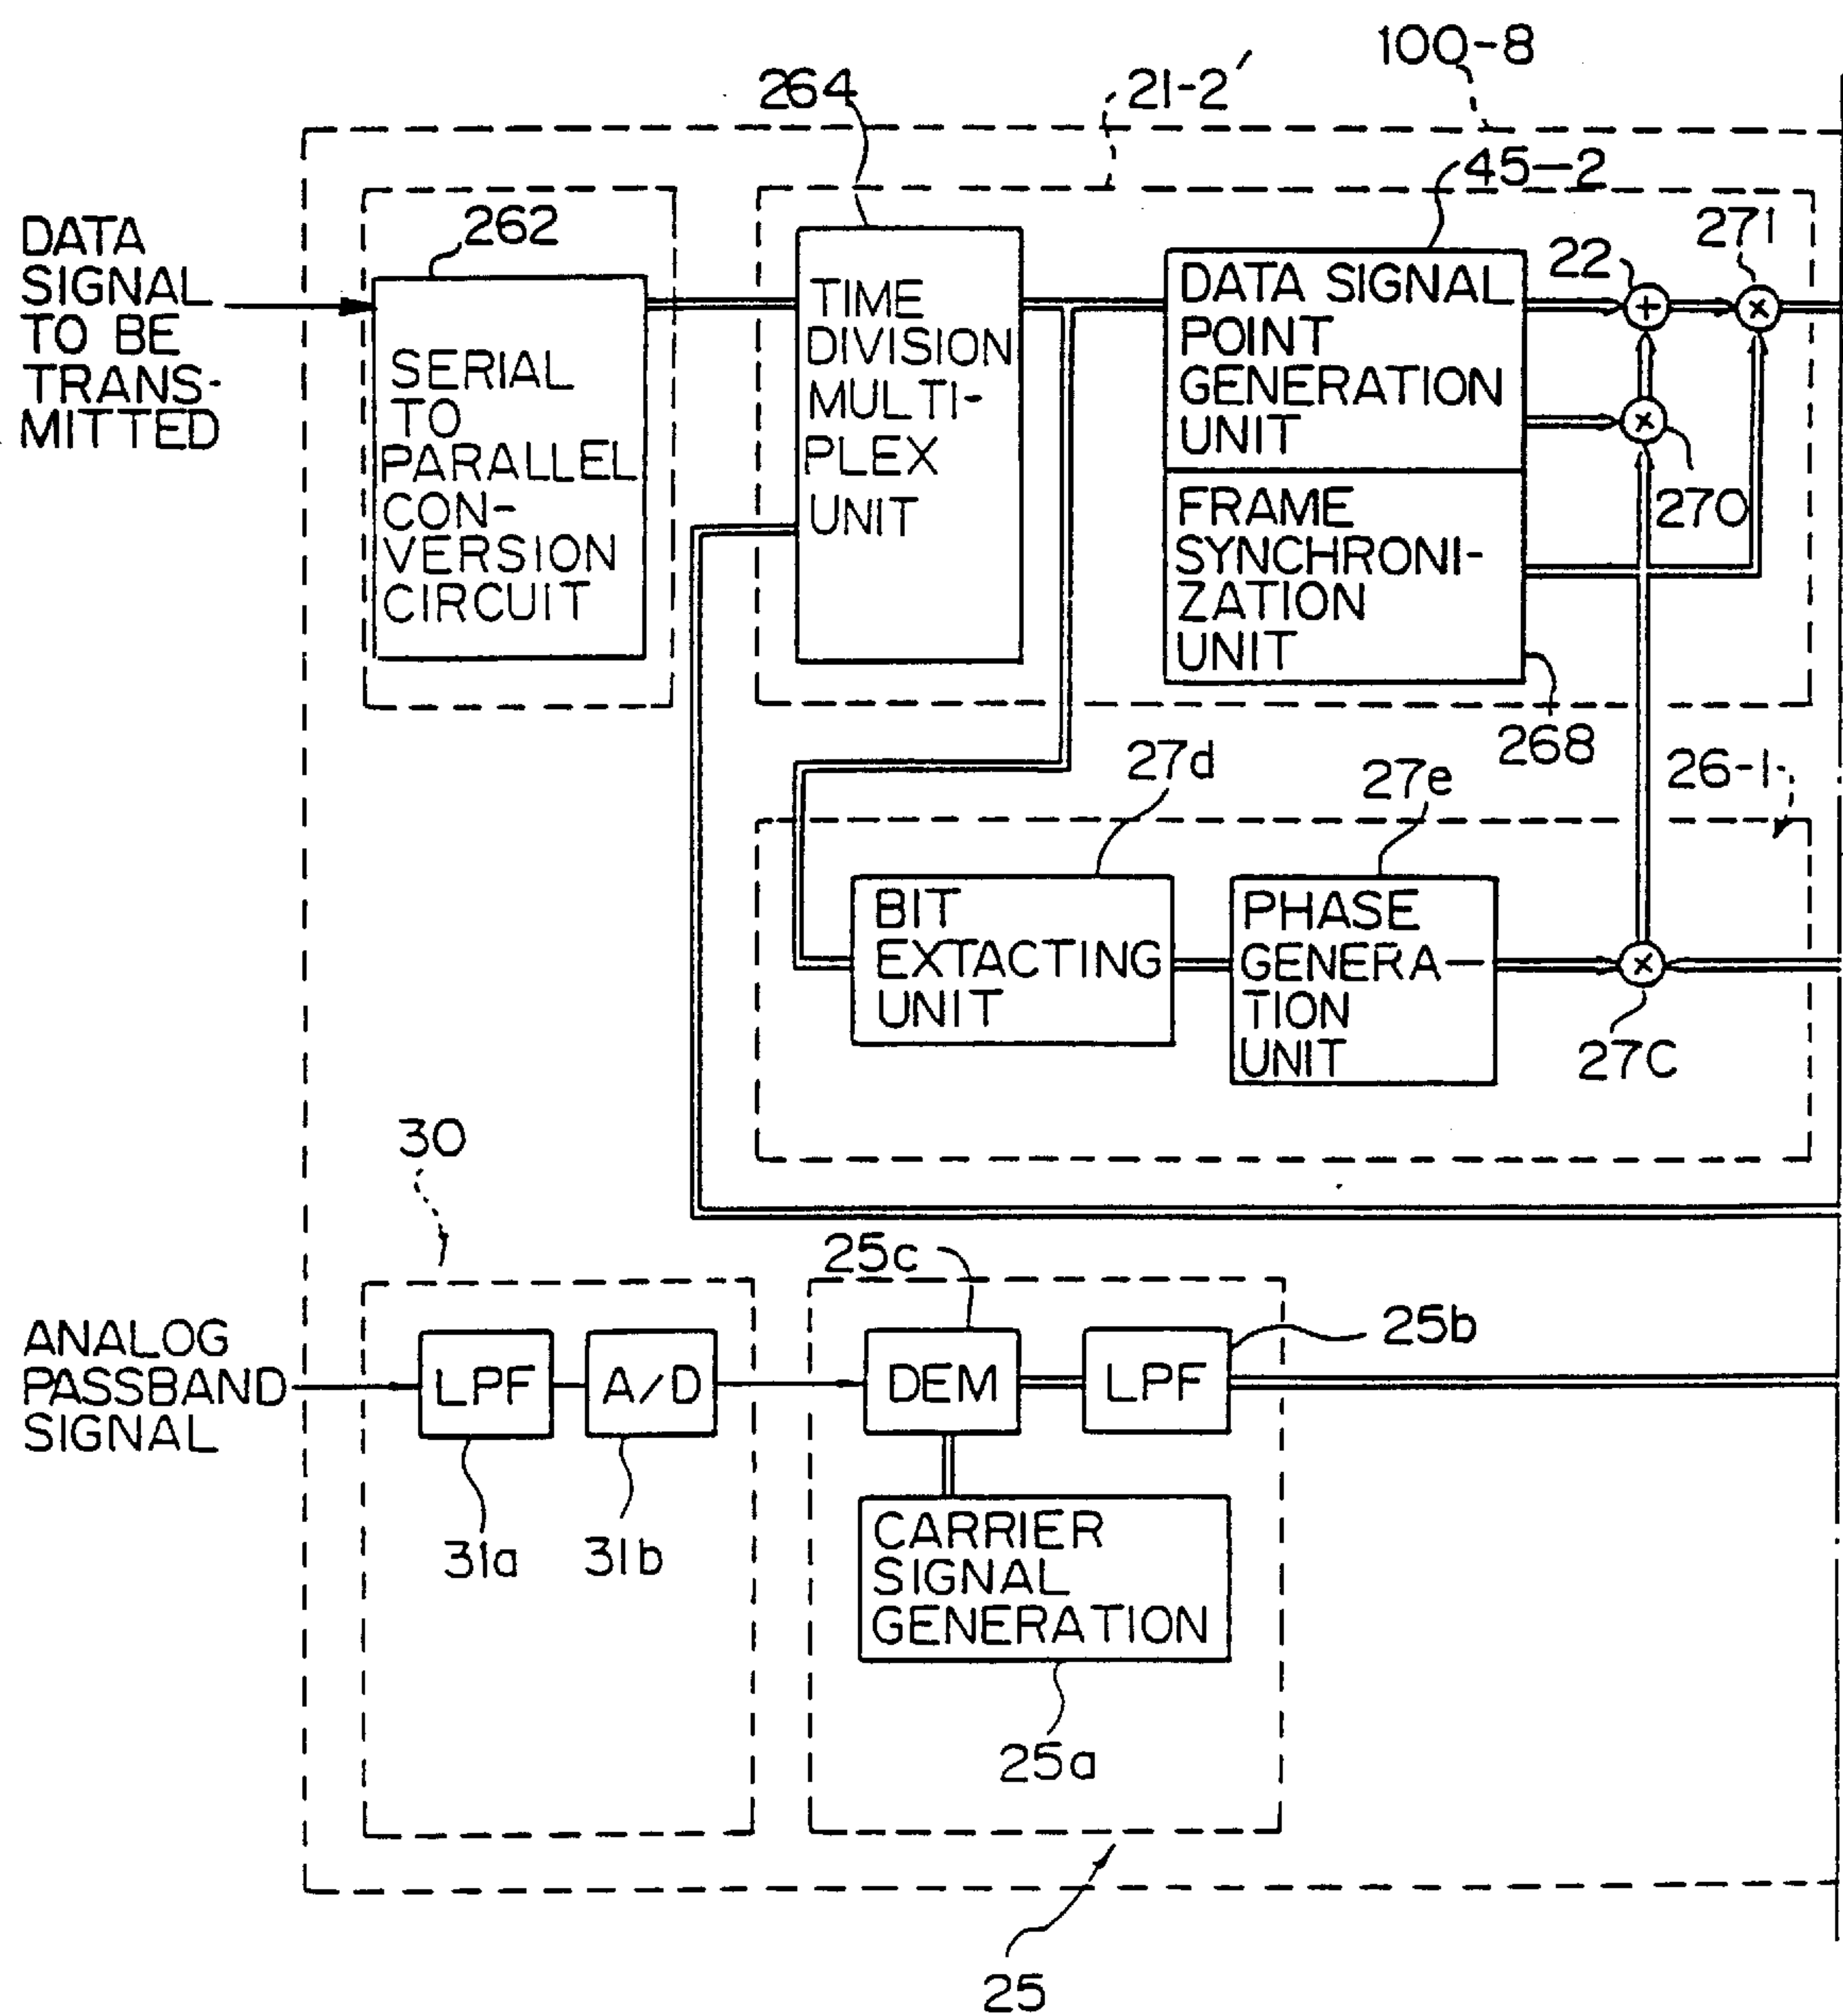 100-8
264
21-2'
45-2
DATA
SIGNAL
TO BE
TRANS-
MITTED
262
SERIAL
TO
PARALLEL
CON-
VERSION
CIRCUIT
TIME
DIVISION
MULTI-
PLEX
UNIT
DATA SIGNAL
POINT
GENERATION
UNIT
FRAME
SYNCHRONI-
ZATION
UNIT
22
+
271
×
×
270
268
27d
27e
26-1
BIT
EXTACTING
UNIT
PHASE
GENERA-
TION
UNIT
×
27C
30
ANALOG
PASSBAND
SIGNAL
LPF
A/D
31a
31b
25c
DEM
LPF
25b
CARRIER
SIGNAL
GENERATION
25a
25